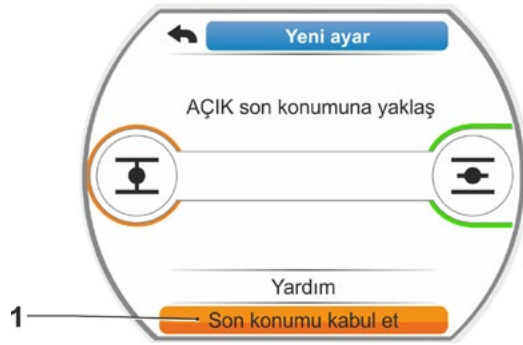 Yeni ayar
AÇIK son konumuna yaklaş
Yardım
1
Son konumu kabul et